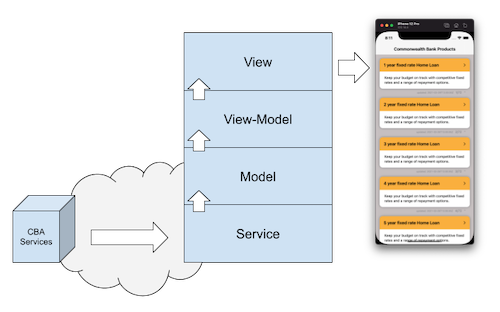 View
View-Model
Model
Service
CBA
Services
iPhone 12 Pro
Commonwealth Bank Products
1 year fixed rate Home Loan
Keep your budget on track with competitive fixed
rates and a range of repayment options.
2 year fixed rate Home Loan
Keep your budget on track with competitive fixed
rates and a range of repayment options.
3 year fixed rate Home Loan
Keep your budget on track with competitive fixed
rates and a range of repayment options.
4 year fixed rate Home Loan
Keep your budget on track with competitive fixed
rates and a range of repayment options.
5 year fixed rate Home Loan
Keep your budget on track with competitive fixed
rates and a range of repayment options.